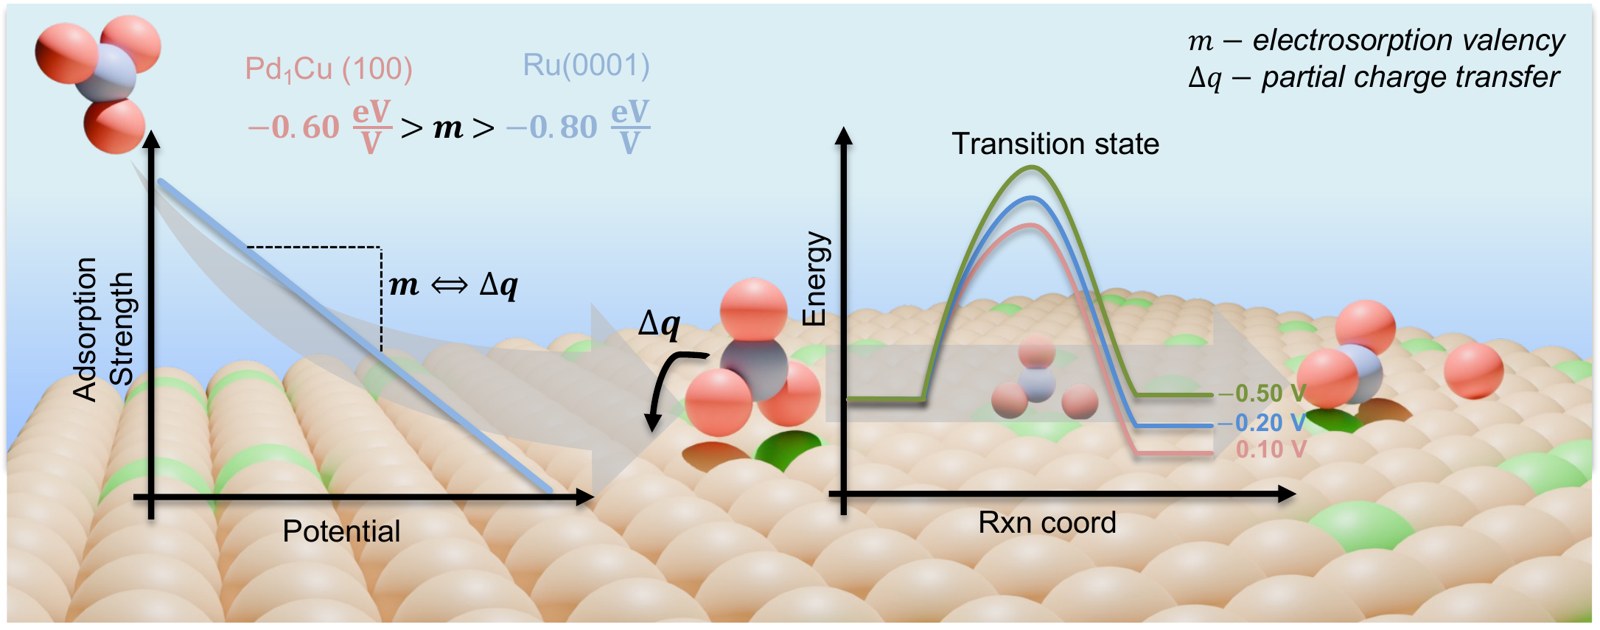 m – electrosorption valency
Δq – partial charge transfer
Pd₁Cu (100) Ru(0001)
−0.60 eV/V > m > −0.80 eV/V
Adsorption
Strength
m ⇔ Δq
Potential
Δq
Transition state
Energy
−0.50 V
−0.20 V
0.10 V
Rxn coord